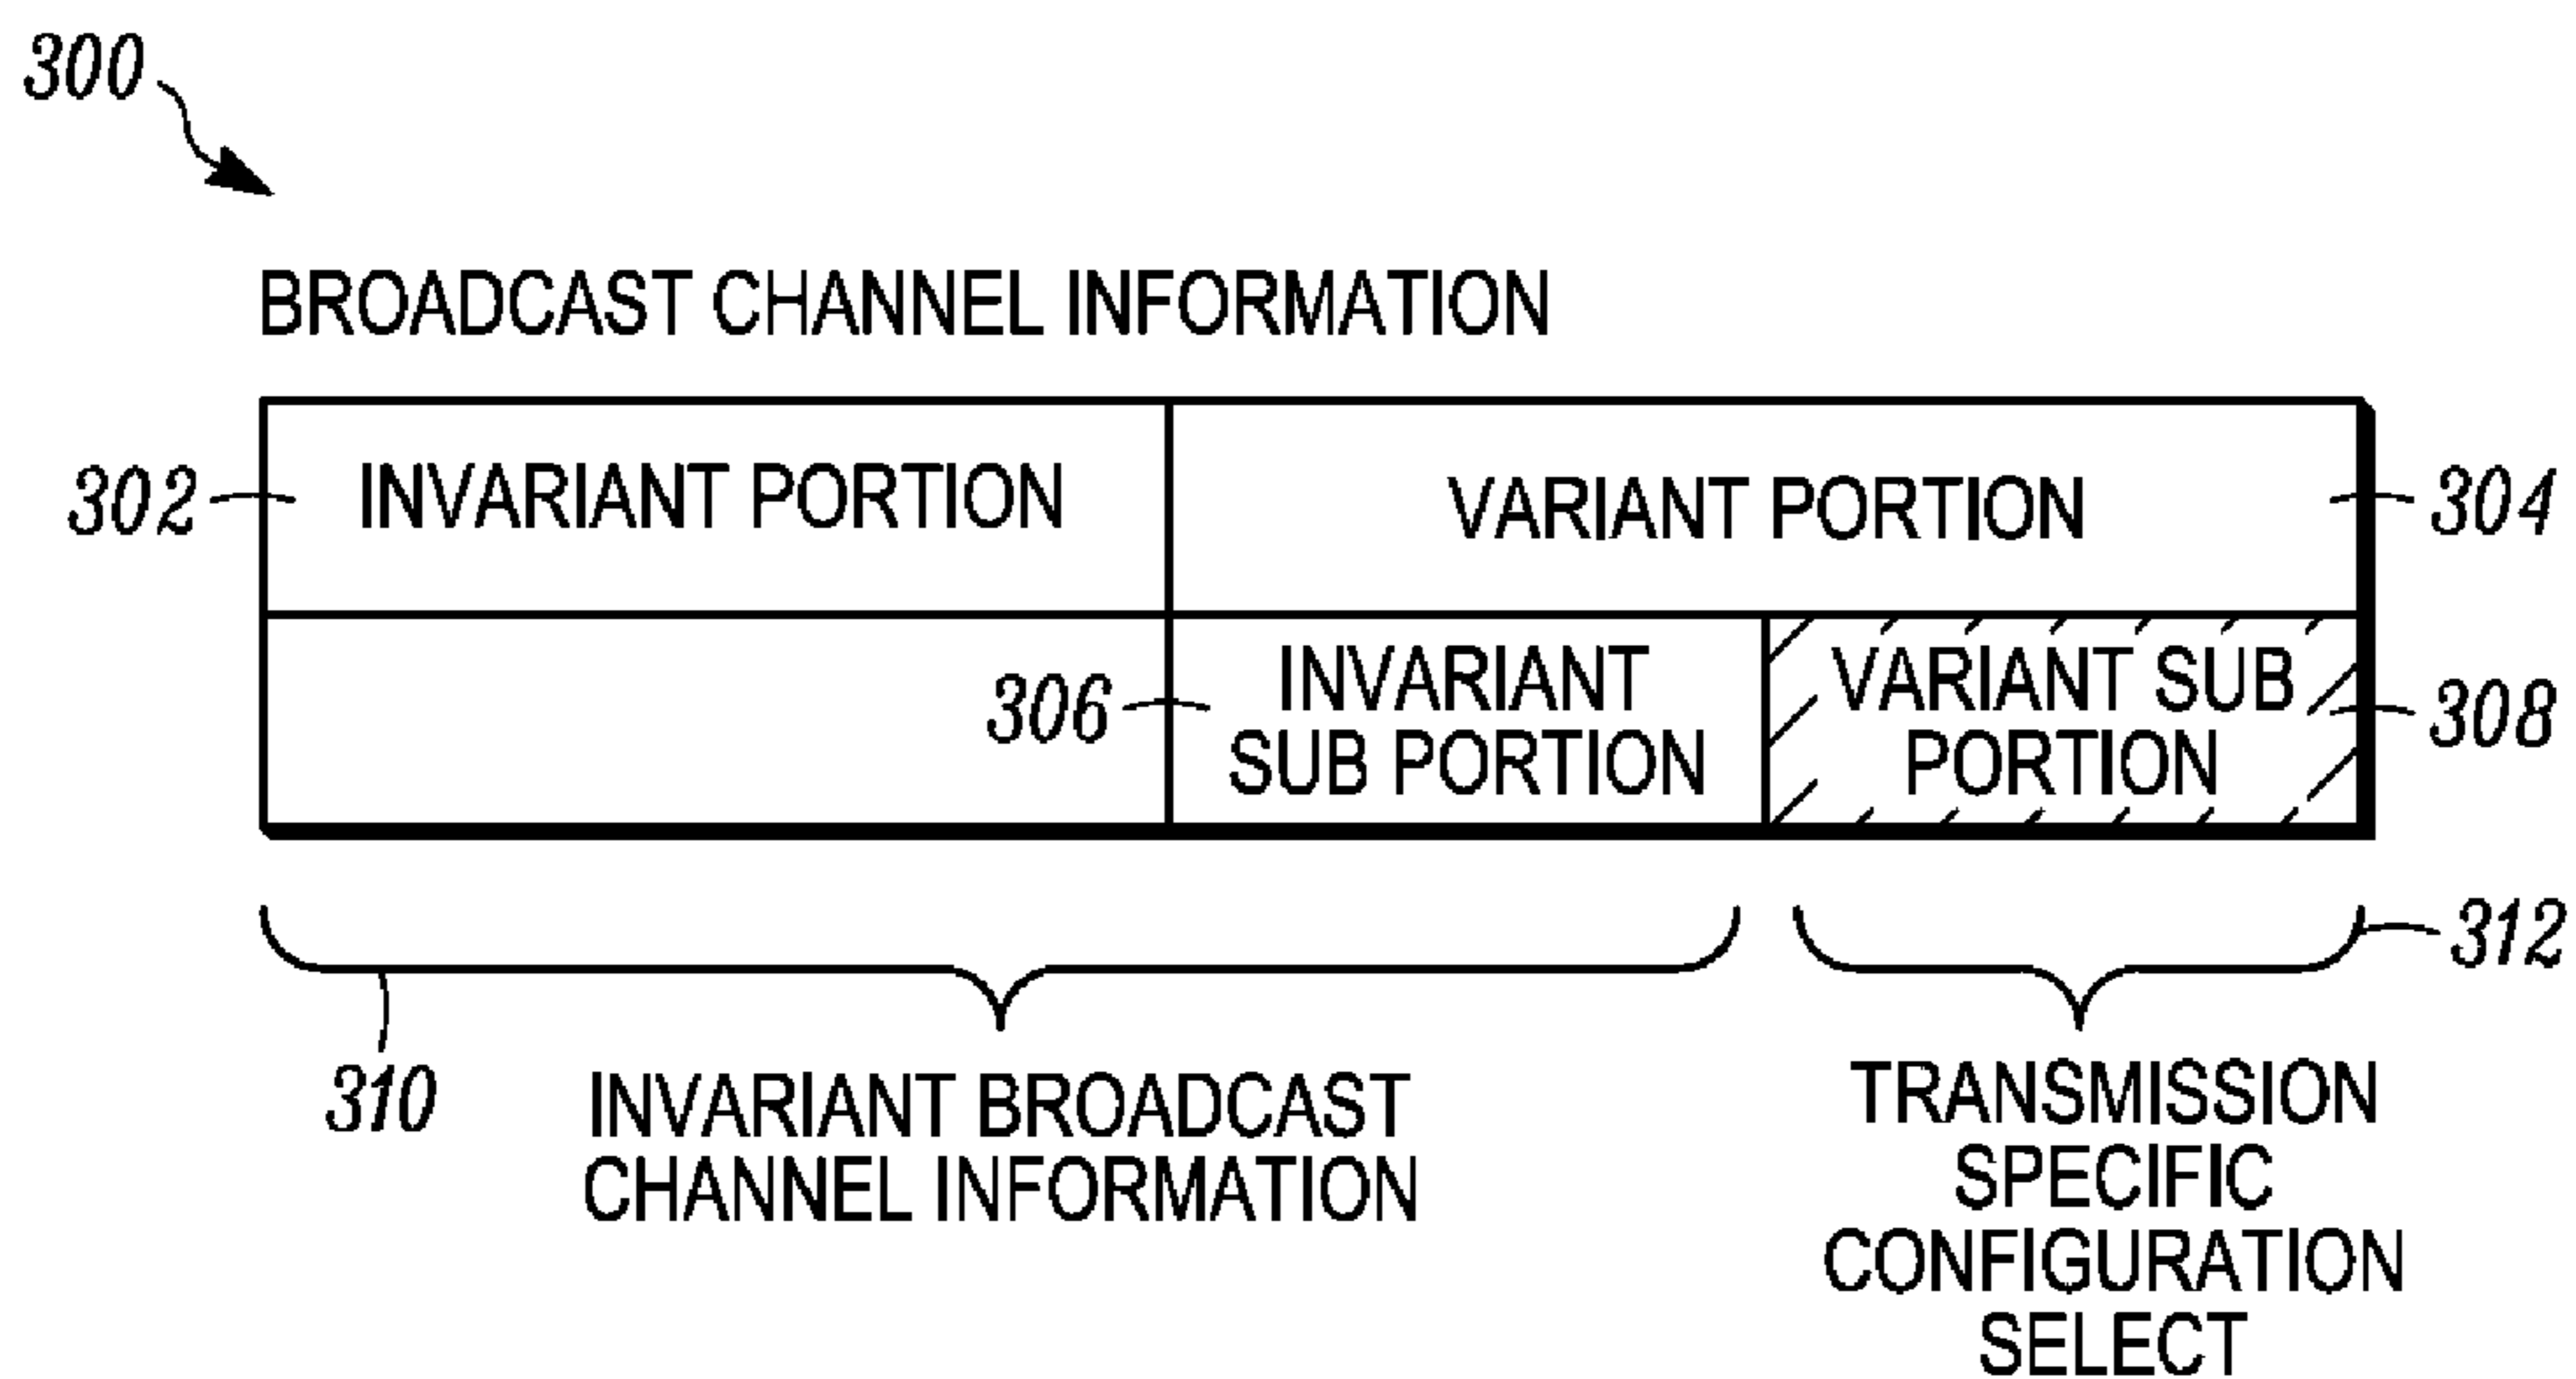 300
BROADCAST CHANNEL INFORMATION
302 INVARIANT PORTION VARIANT PORTION 304
306 INVARIANT SUB PORTION VARIANT SUB PORTION 308
310 312
INVARIANT BROADCAST
CHANNEL INFORMATION
TRANSMISSION
SPECIFIC
CONFIGURATION
SELECT